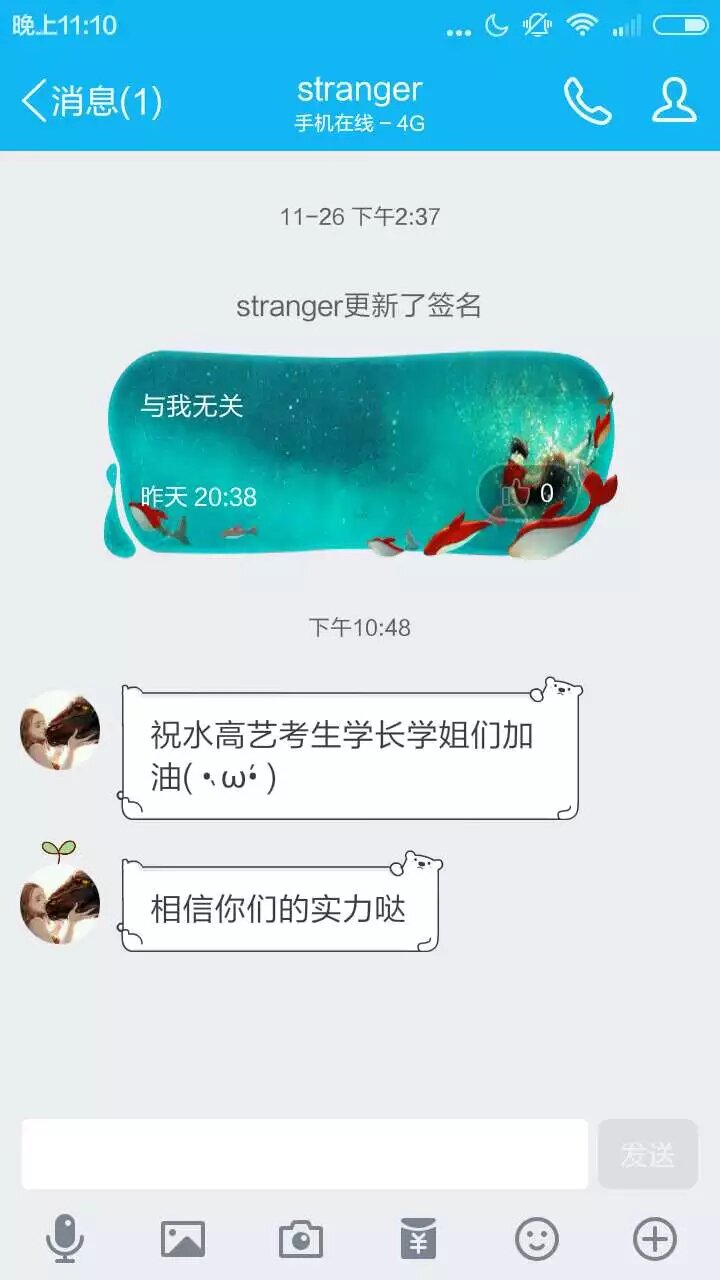 晚上11:10
消息(1)
stranger
手机在线 - 4G
11-26 下午2:37
stranger更新了签名
与我无关
昨天 20:38
0
下午10:48
祝水高艺考生学长学姐们加
油( •̀ω•́ )
相信你们的实力哒
发送